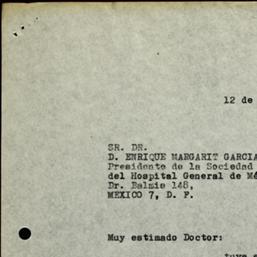 12 de
SR. DR.
D. ENRIQUE MARGARIT GARCIA
Presidente de la Sociedad
del Hospital General de Mé
Dr. Balmis 148,
MEXICO 7, D. F.
Muy estimado Doctor:
tuve